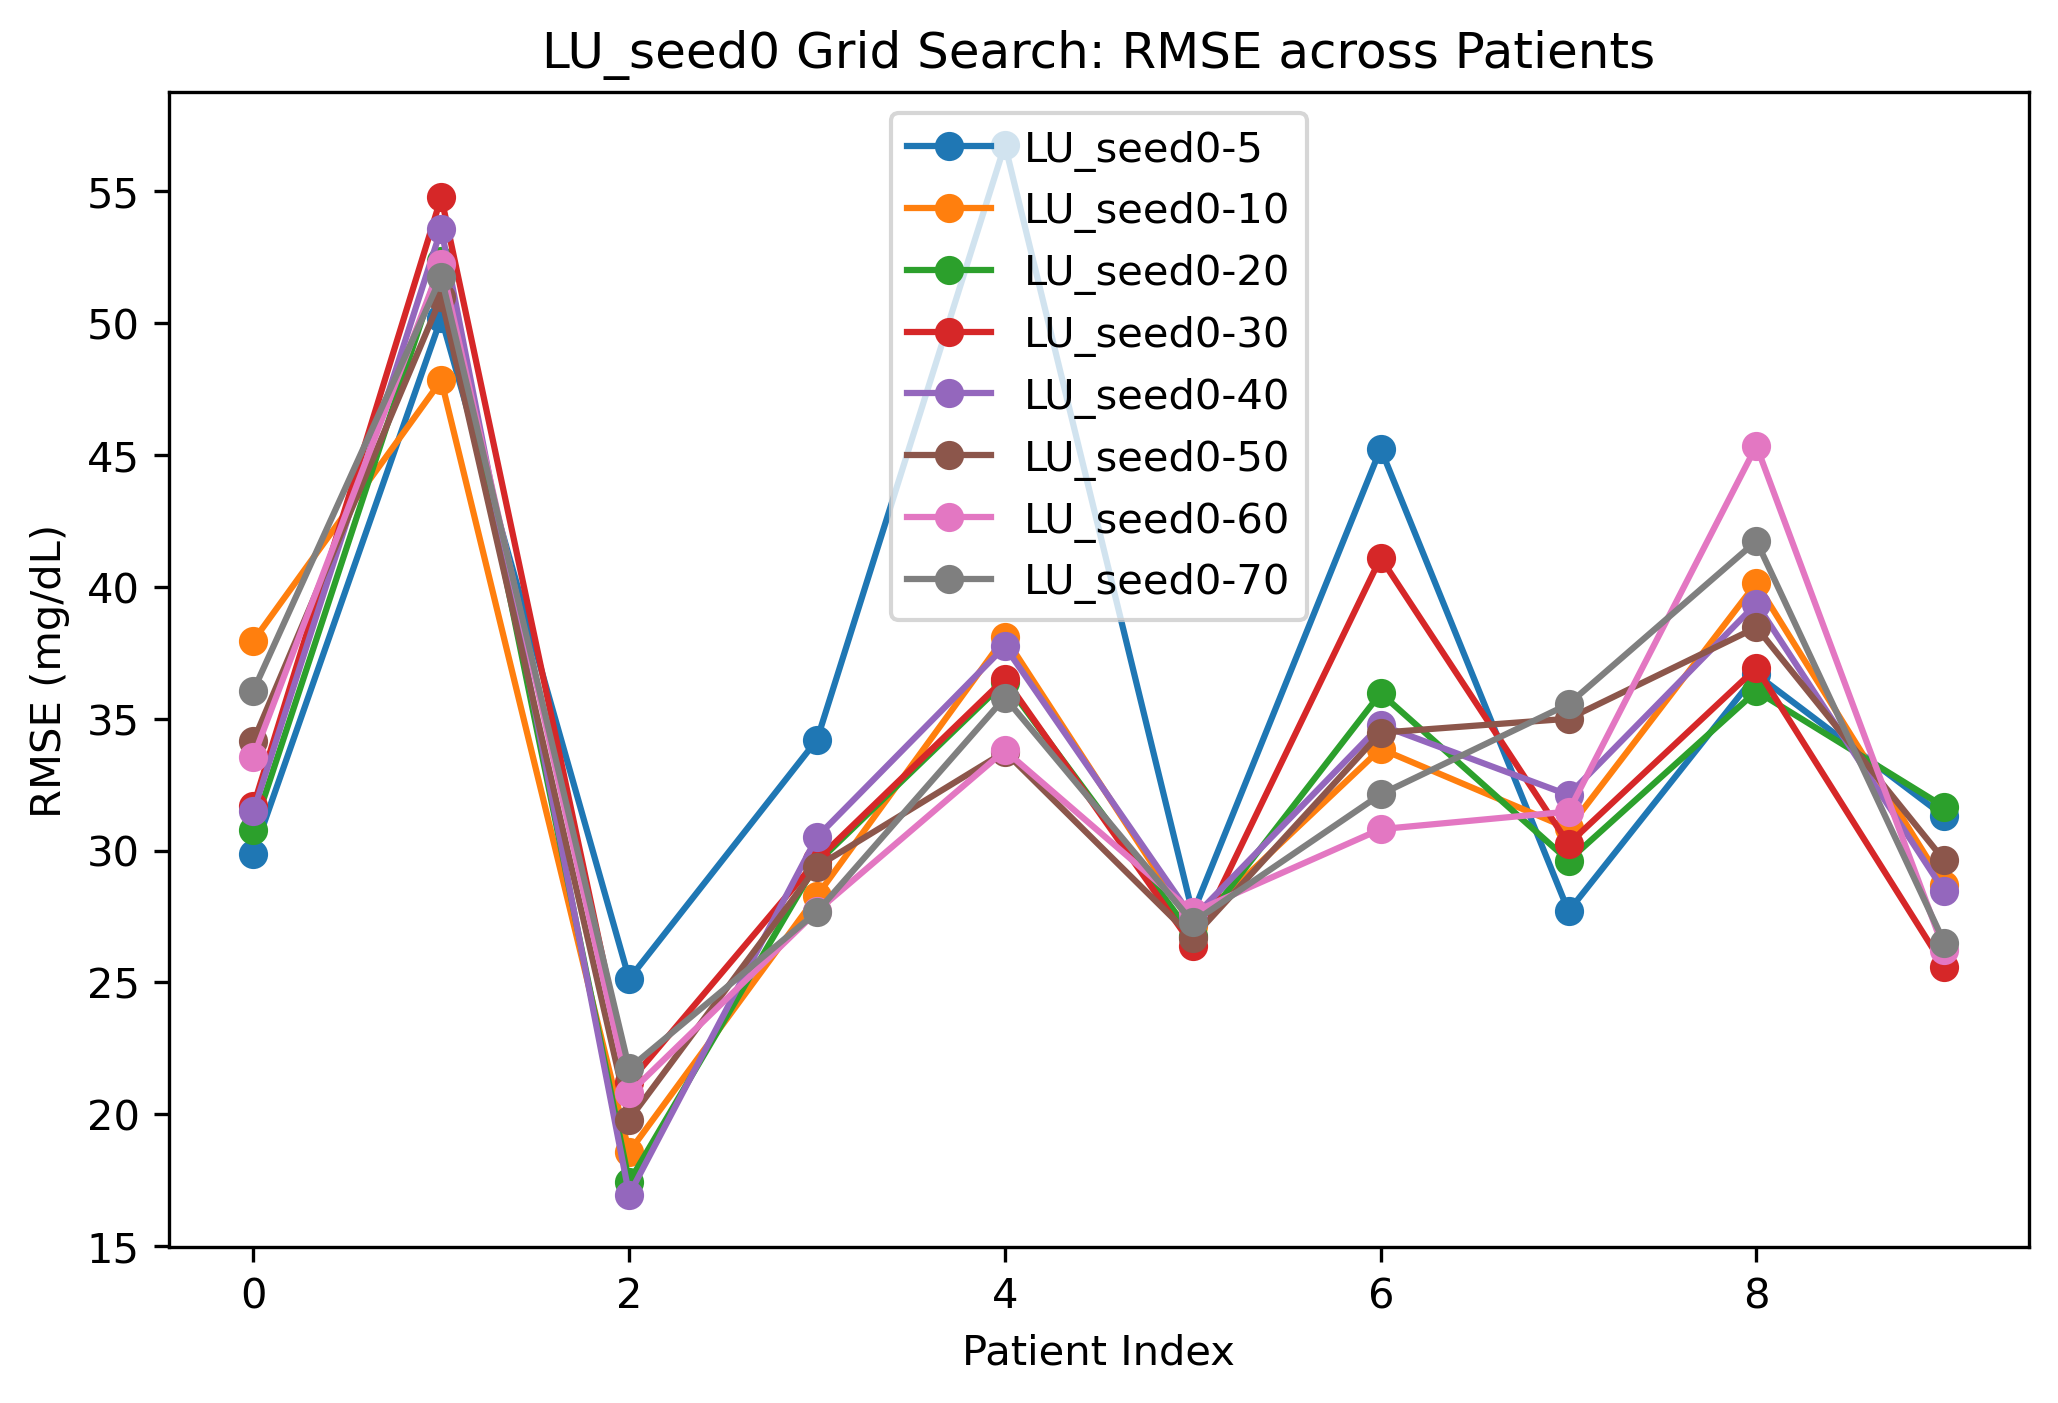 LU_seed0 Grid Search: RMSE across Patients
RMSE (mg/dL)
55
50
45
40
35
30
25
20
15
LU_seed0-5
LU_seed0-10
LU_seed0-20
LU_seed0-30
LU_seed0-40
LU_seed0-50
LU_seed0-60
LU_seed0-70
0 2 4 6 8
Patient Index